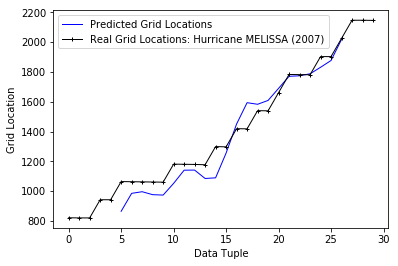 Predicted Grid Locations
Real Grid Locations: Hurricane MELISSA (2007)
Grid Location
2200
2000
1800
1600
1400
1200
1000
800
0 5 10 15 20 25 30
Data Tuple